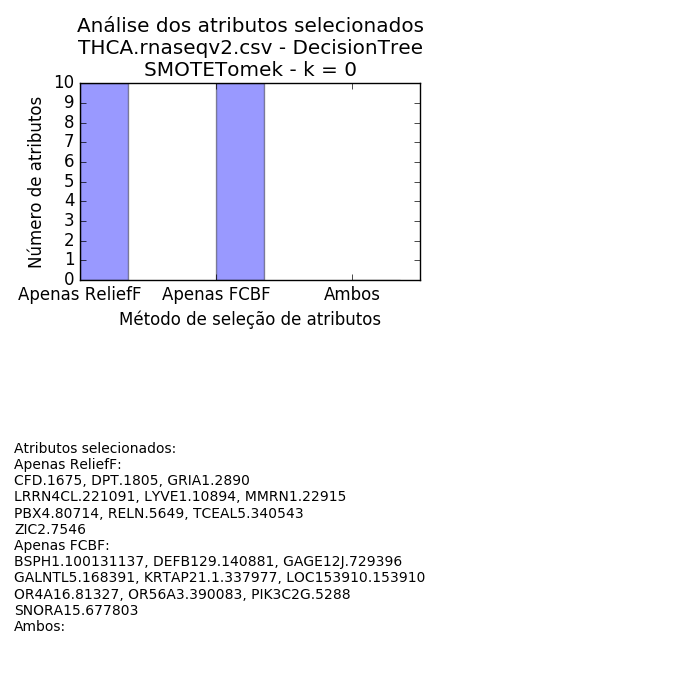 Análise dos atributos selecionados
THCA.rnaseqv2.csv - DecisionTree
SMOTETomek - k = 0
10
9
8
7
6
5
4
3
2
1
0
Número de atributos
Apenas ReliefF Apenas FCBF Ambos
Método de seleção de atributos
Atributos selecionados:
Apenas ReliefF:
CFD.1675, DPT.1805, GRIA1.2890
LRRN4CL.221091, LYVE1.10894, MMRN1.22915
PBX4.80714, RELN.5649, TCEAL5.340543
ZIC2.7546
Apenas FCBF:
BSPH1.100131137, DEFB129.140881, GAGE12J.729396
GALNTL5.168391, KRTAP21.1.337977, LOC153910.153910
OR4A16.81327, OR56A3.390083, PIK3C2G.5288
SNORA15.677803
Ambos: